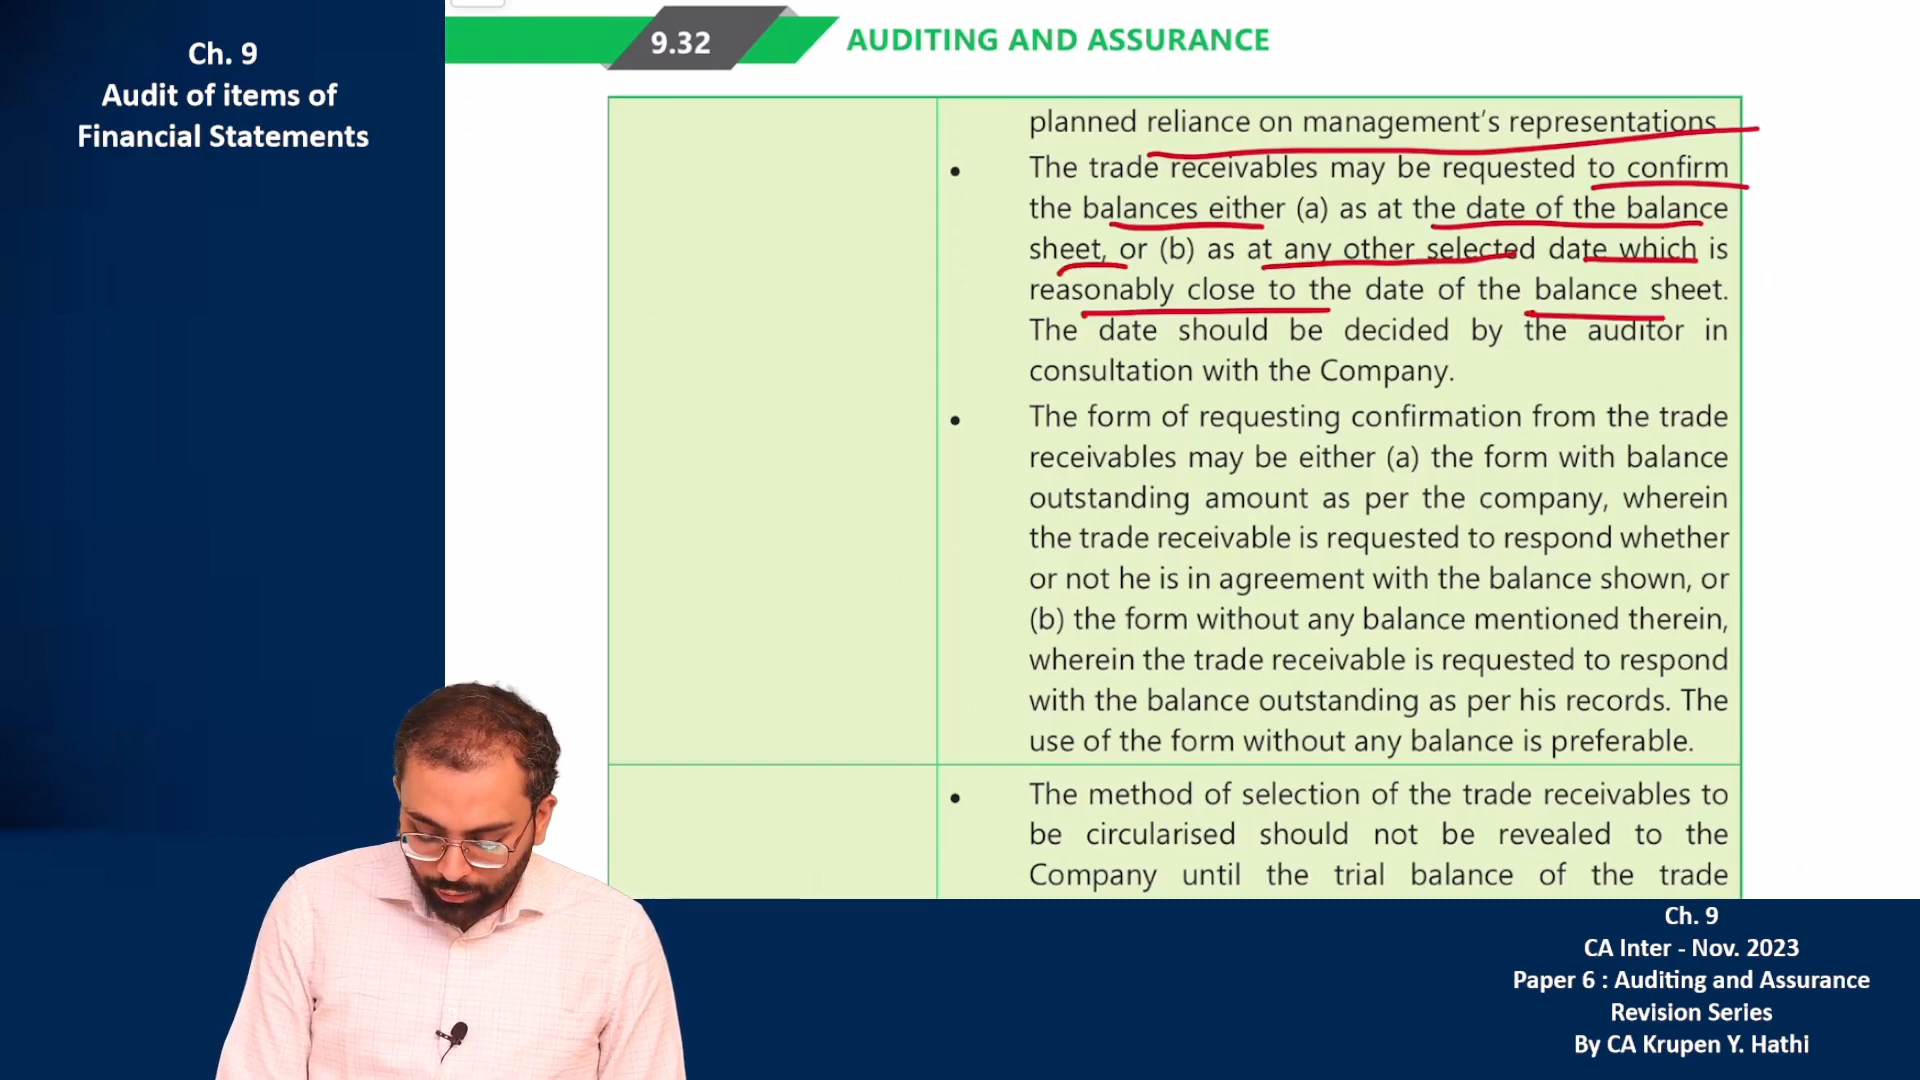 Ch. 9
Audit of items of
Financial Statements
9.32
AUDITING AND ASSURANCE
planned reliance on management's representations
The trade receivables may be requested to confirm
the balances either (a) as at the date of the balance
sheet, or (b) as at any other selected date which is
reasonably close to the date of the balance sheet.
The date should be decided by the auditor in
consultation with the Company.
The form of requesting confirmation from the trade
receivables may be either (a) the form with balance
outstanding amount as per the company, wherein
the trade receivable is requested to respond whether
or not he is in agreement with the balance shown, or
(b) the form without any balance mentioned therein,
wherein the trade receivable is requested to respond
with the balance outstanding as per his records. The
use of the form without any balance is preferable.
The method of selection of the trade receivables to
be circularised should not be revealed to the
Company until the trial balance of the trade
Ch. 9
CA Inter - Nov. 2023
Paper 6 : Auditing and Assurance
Revision Series
By CA Krupen Y. Hathi